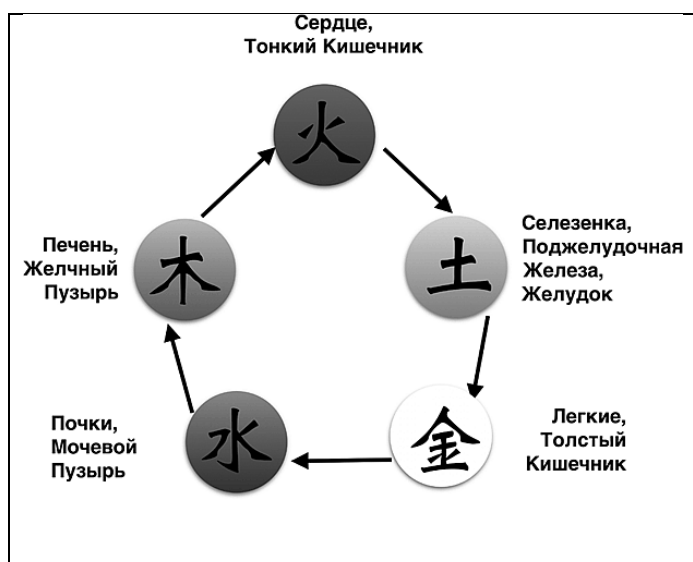 Сердце,
Тонкий Кишечник
火
Печень,
Желчный
Пузырь
木
土
Селезенка,
Поджелудочная
Железа,
Желудок
Почки,
Мочевой
Пузырь
水
金
Легкие,
Толстый
Кишечник